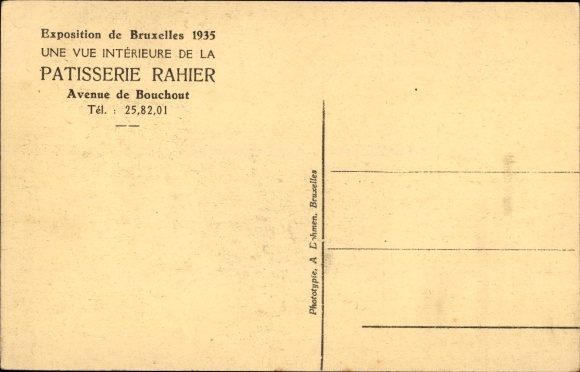 Exposition de Bruxelles 1935
UNE VUE INTÉRIEURE DE LA
PATISSERIE RAHIER
Avenue de Bouchout
Tél. : 25,82,01
Phototypie, A Bruxelles